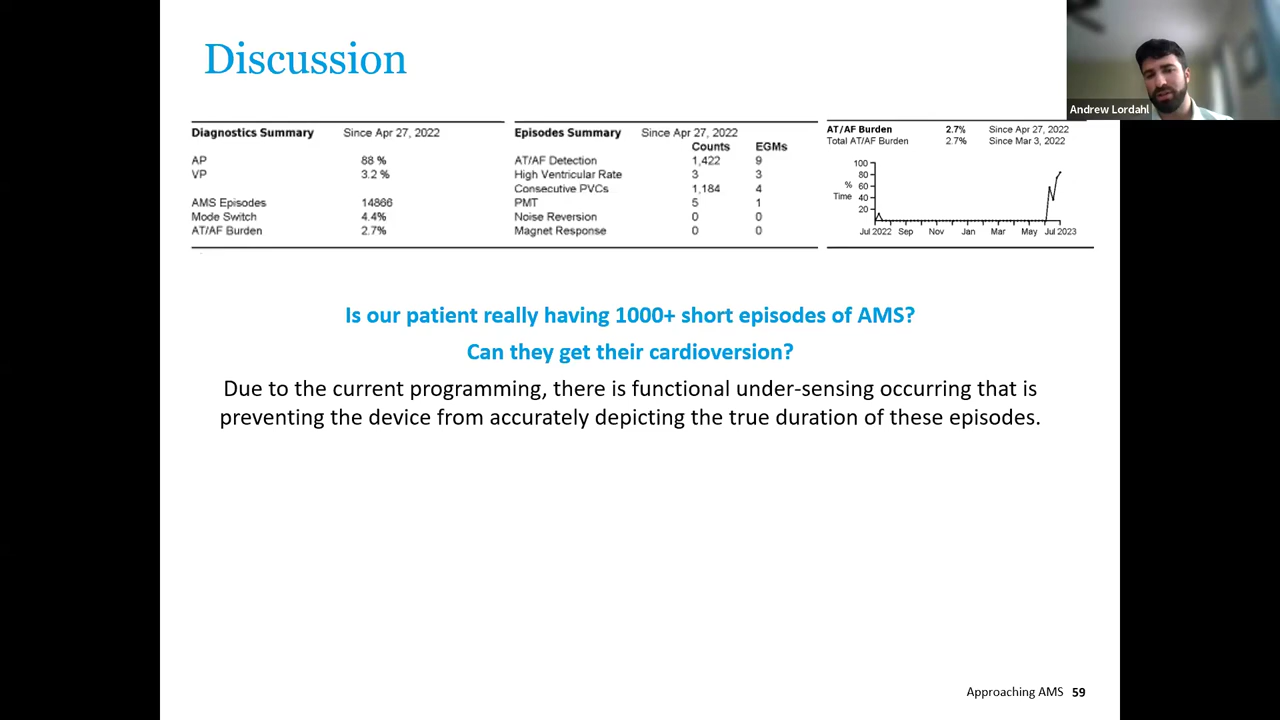 Discussion
Andrew Lordahl
Diagnostics Summary Since Apr 27, 2022
AP 88 %
VP 3.2 %
AMS Episodes 14866
Mode Switch 4.4%
AT/AF Burden 2.7%
Episodes Summary Since Apr 27, 2022
Counts EGMs
AT/AF Detection 1,422 9
High Ventricular Rate 3 3
Consecutive PVCs 1,184 4
PMT 5 1
Noise Reversion 0 0
Magnet Response 0 0
AT/AF Burden 2.7% Since Apr 27, 2022
Total AT/AF Burden 2.7% Since Mar 3, 2022
100
80
% 60
Time 40
20
Jul 2022 Sep Nov Jan Mar May Jul 2023
Is our patient really having 1000+ short episodes of AMS?
Can they get their cardioversion?
Due to the current programming, there is functional under-sensing occurring that is
preventing the device from accurately depicting the true duration of these episodes.
Approaching AMS 59